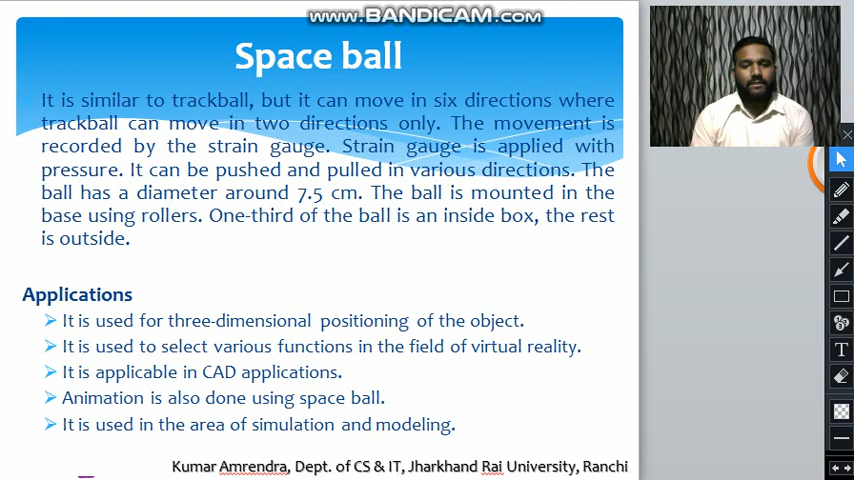 www.BANDICAM.com
Space ball
It is similar to trackball, but it can move in six directions where
trackball can move in two directions only. The movement is
recorded by the strain gauge. Strain gauge is applied with
pressure. It can be pushed and pulled in various directions. The
ball has a diameter around 7.5 cm. The ball is mounted in the
base using rollers. One-third of the ball is an inside box, the rest
is outside.
Applications
It is used for three-dimensional positioning of the object.
It is used to select various functions in the field of virtual reality.
It is applicable in CAD applications.
Animation is also done using space ball.
It is used in the area of simulation and modeling.
Kumar Amrendra, Dept. of CS & IT, Jharkhand Rai University, Ranchi